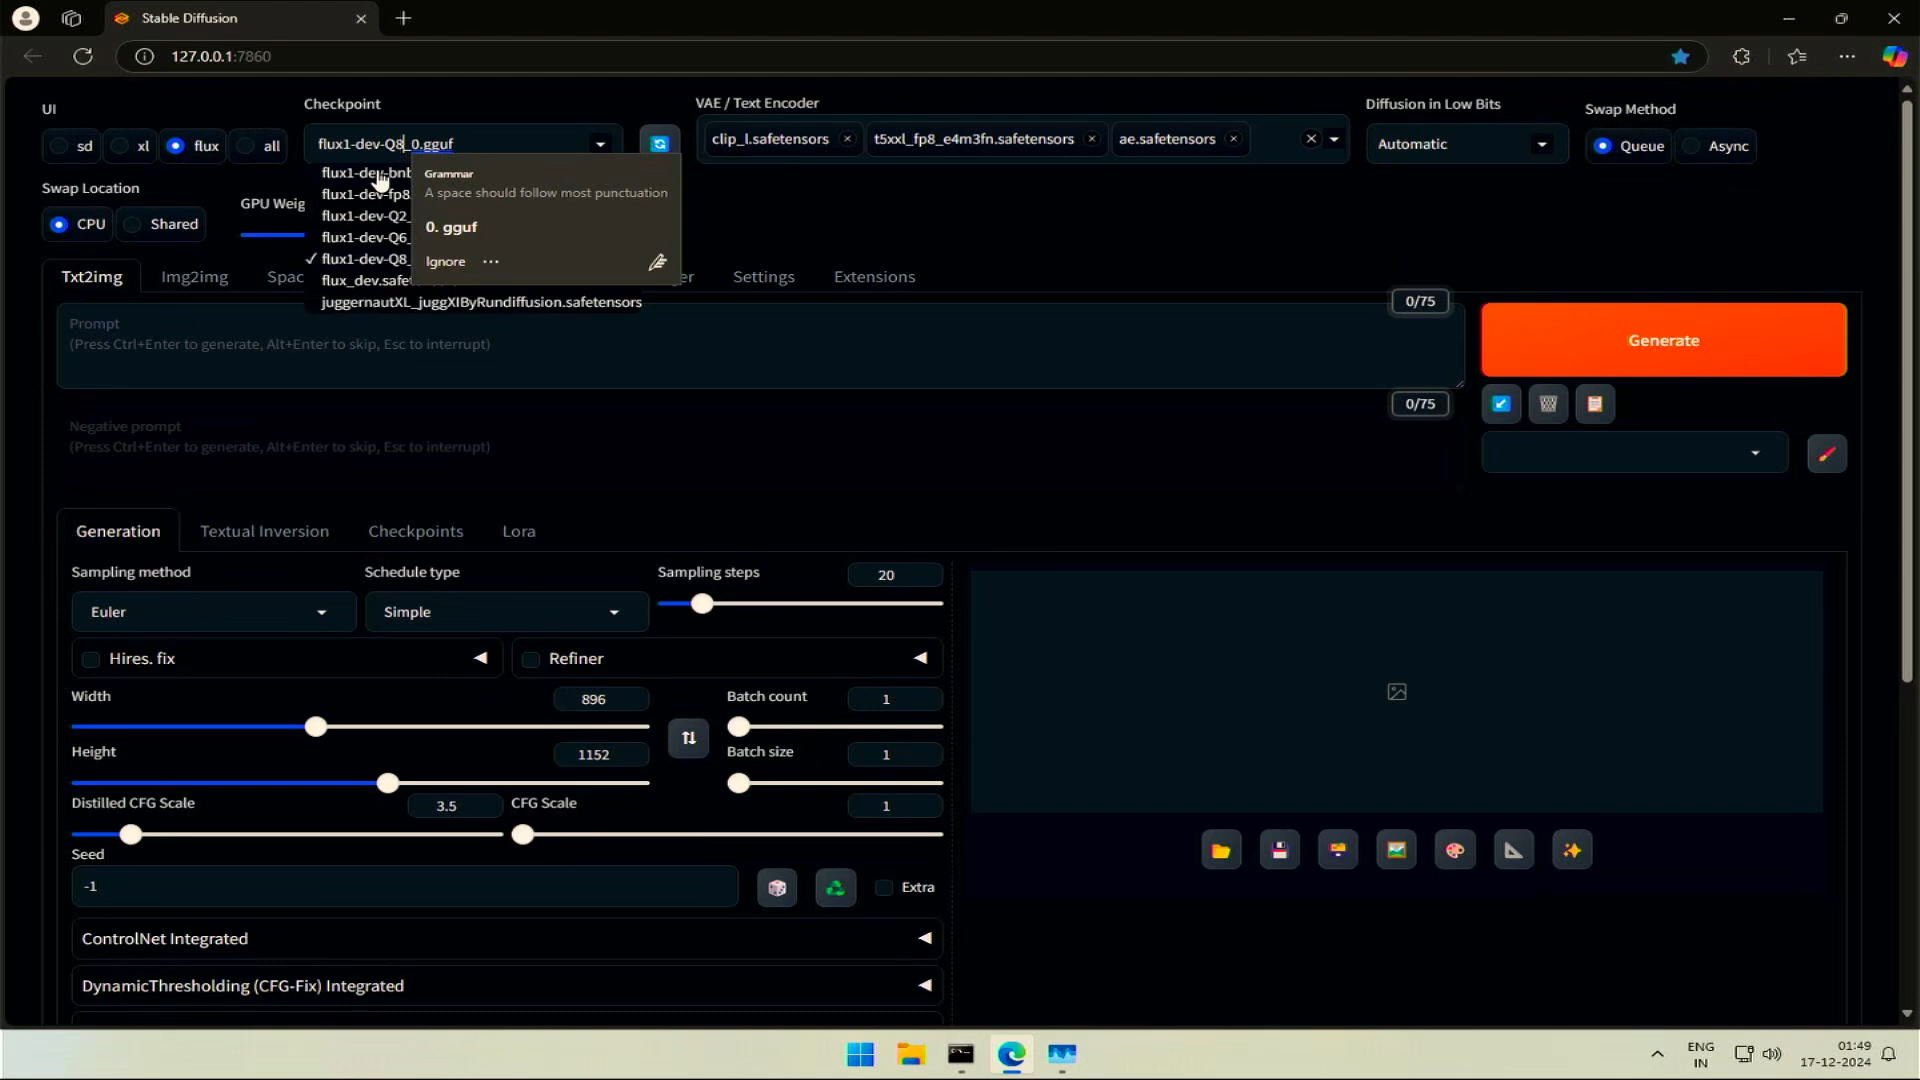 Stable Diffusion
127.0.0.1:7860
UI
Checkpoint
VAE / Text Encoder
Diffusion in Low Bits
Swap Method
sd
xl
flux
all
flux1-dev-Q8_0.gguf
clip_l.safetensors
t5xxl_fp8_e4m3fn.safetensors
ae.safetensors
Automatic
Queue
Async
flux1-dev-bnb
flux1-dev-fp8
flux1-dev-Q2_
flux1-dev-Q6_
flux1-dev-Q8_
flux_dev.safe
juggernautXL_juggXIByRundiffusion.safetensors
Grammar
A space should follow most punctuation
0. gguf
Ignore
Swap Location
CPU
Shared
GPU Weig
Txt2img
Img2img
Spac
er
Settings
Extensions
0/75
Prompt
(Press Ctrl+Enter to generate, Alt+Enter to skip, Esc to interrupt)
Generate
0/75
Negative prompt
(Press Ctrl+Enter to generate, Alt+Enter to skip, Esc to interrupt)
Generation
Textual Inversion
Checkpoints
Lora
Sampling method
Schedule type
Sampling steps
20
Euler
Simple
Hires. fix
Refiner
Width
896
Batch count
1
Height
1152
Batch size
1
Distilled CFG Scale
3.5
CFG Scale
1
Seed
-1
Extra
ControlNet Integrated
DynamicThresholding (CFG-Fix) Integrated
ENG
IN
01:49
17-12-2024